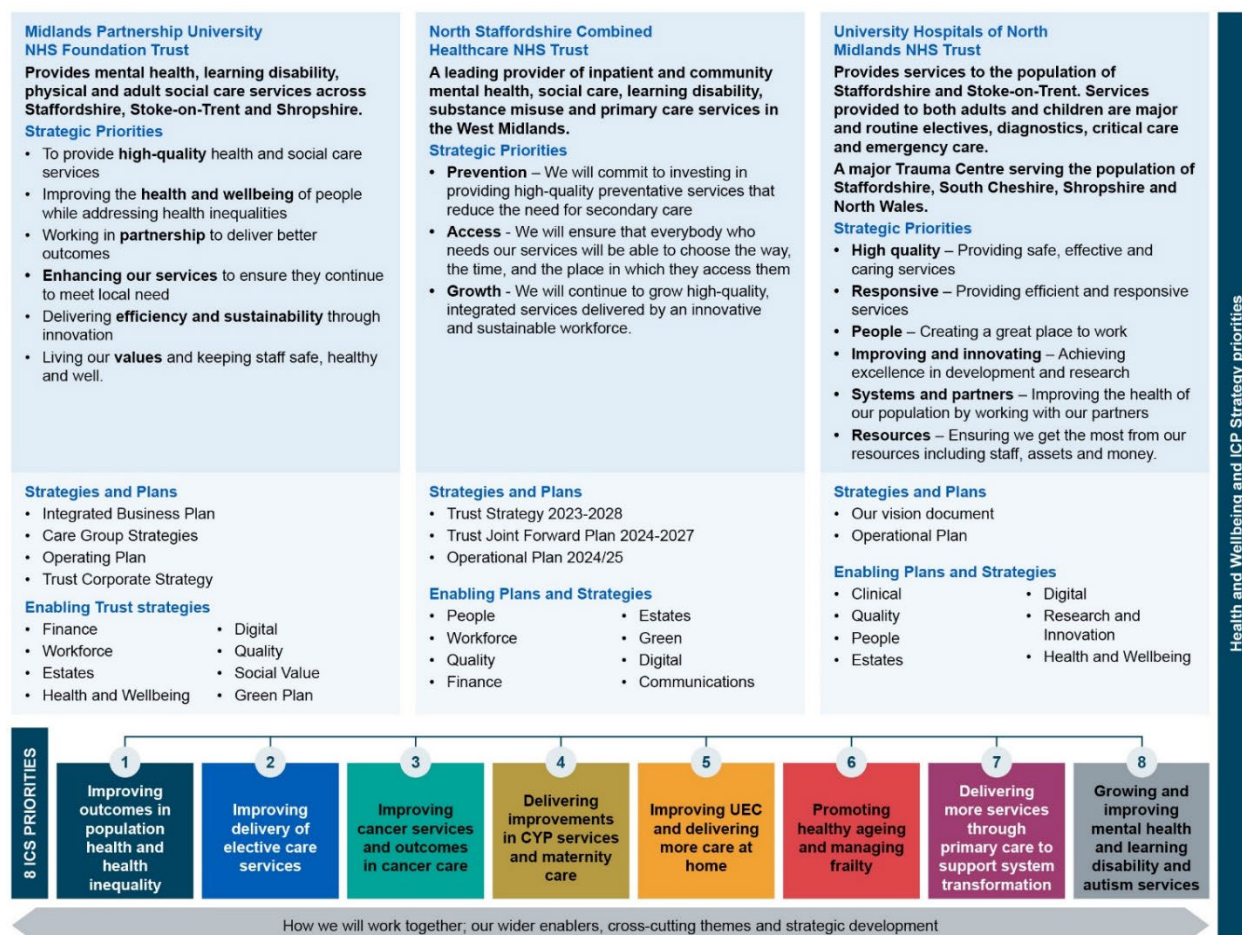 Midlands Partnership University
NHS Foundation Trust
Provides mental health, learning disability,
physical and adult social care services across
Staffordshire, Stoke-on-Trent and Shropshire.
Strategic Priorities
• To provide high-quality health and social care
services
• Improving the health and wellbeing of people
while addressing health inequalities
• Working in partnership to deliver better
outcomes
• Enhancing our services to ensure they continue
to meet local need
• Delivering efficiency and sustainability through
innovation
• Living our values and keeping staff safe, healthy
and well.
Strategies and Plans
• Integrated Business Plan
• Care Group Strategies
• Operating Plan
• Trust Corporate Strategy
Enabling Trust strategies
• Finance
• Workforce
• Estates
• Health and Wellbeing
• Digital
• Quality
• Social Value
• Green Plan
North Staffordshire Combined
Healthcare NHS Trust
A leading provider of inpatient and community
mental health, social care, learning disability,
substance misuse and primary care services in
the West Midlands.
Strategic Priorities
• Prevention – We will commit to investing in
providing high-quality preventative services that
reduce the need for secondary care
• Access - We will ensure that everybody who
needs our services will be able to choose the way,
the time, and the place in which they access them
• Growth - We will continue to grow high-quality,
integrated services delivered by an innovative
and sustainable workforce.
Strategies and Plans
• Trust Strategy 2023-2028
• Trust Joint Forward Plan 2024-2027
• Operational Plan 2024/25
Enabling Plans and Strategies
• People
• Workforce
• Quality
• Finance
• Estates
• Green
• Digital
• Communications
University Hospitals of North
Midlands NHS Trust
Provides services to the population of
Staffordshire and Stoke-on-Trent. Services
provided to both adults and children are major
and routine electives, diagnostics, critical care
and emergency care.
A major Trauma Centre serving the population of
Staffordshire, South Cheshire, Shropshire and
North Wales.
Strategic Priorities
• High quality – Providing safe, effective and
caring services
• Responsive – Providing efficient and responsive
services
• People – Creating a great place to work
• Improving and innovating – Achieving
excellence in development and research
• Systems and partners – Improving the health of
our population by working with our partners
• Resources – Ensuring we get the most from our
resources including staff, assets and money.
Strategies and Plans
• Our vision document
• Operational Plan
Enabling Plans and Strategies
• Clinical
• Quality
• People
• Estates
• Digital
• Research and
Innovation
• Health and Wellbeing
Health and Wellbeing and ICP Strategy priorities
8 ICS PRIORITIES
1
Improving
outcomes in
population
health and
health
inequality
2
Improving
delivery of
elective care
services
3
Improving
cancer services
and outcomes
in cancer care
4
Delivering
improvements
in CYP services
and maternity
care
5
Improving UEC
and delivering
more care at
home
6
Promoting
healthy ageing
and managing
frailty
7
Delivering
more services
through
primary care to
support system
transformation
8
Growing and
improving
mental health
and learning
disability and
autism services
How we will work together; our wider enablers, cross-cutting themes and strategic development